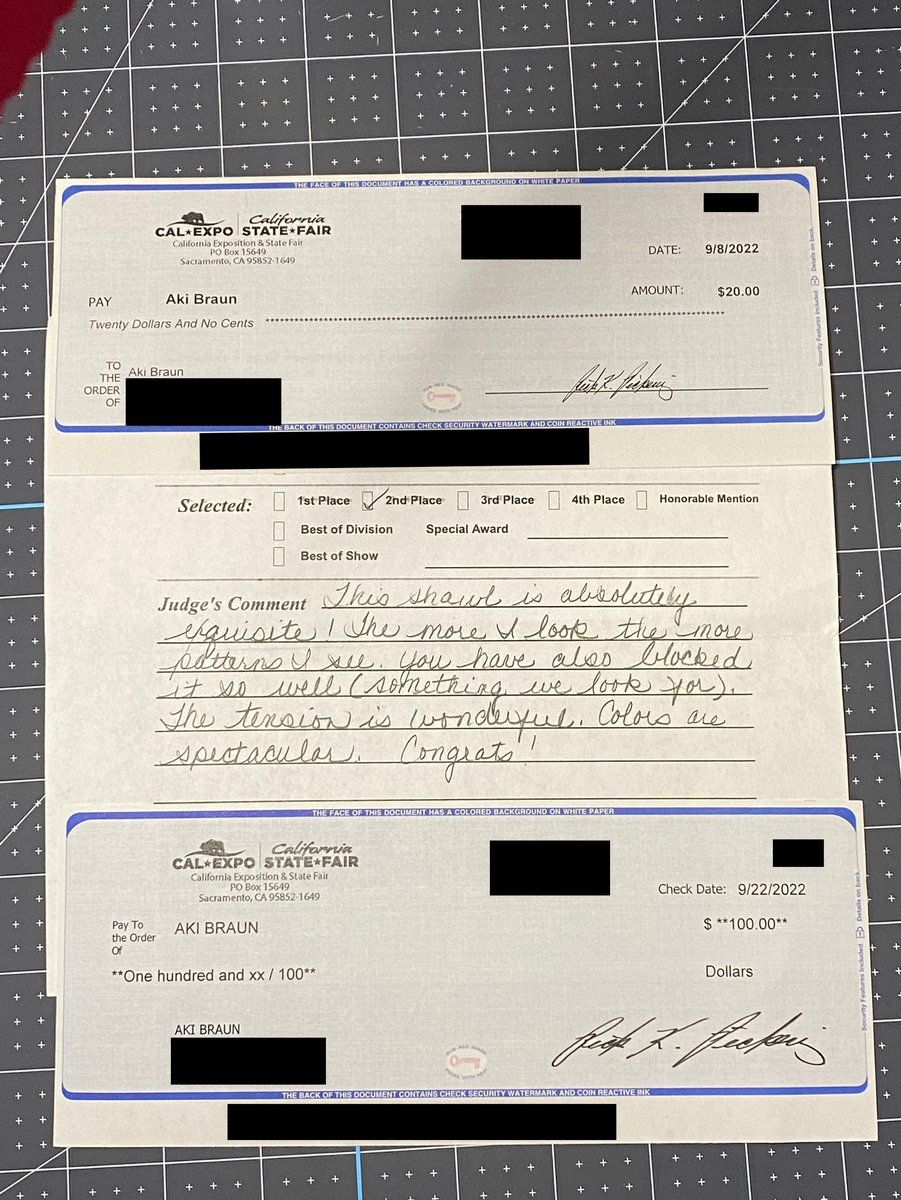 THE FACE OF THIS DOCUMENT HAS A COLORED BACKGROUND ON WHITE PAPER
CAL★EXPO California STATE★FAIR
California Exposition & State Fair
PO Box 15649
Sacramento, CA 95852-1649
DATE: 9/8/2022
AMOUNT: $20.00
PAY Aki Braun
Twenty Dollars And No Cents
TO THE ORDER OF Aki Braun
Security Features Included Details on back.
THE BACK OF THIS DOCUMENT CONTAINS CHECK SECURITY WATERMARK AND COIN REACTIVE INK
Selected: 1st Place ✓ 2nd Place 3rd Place 4th Place Honorable Mention
Best of Division Special Award
Best of Show
Judge's Comment This shawl is absolutely
exquisite! The more I look the more
patterns I see. You have also blocked
it so well (something we look for).
The tension is wonderful. Colors are
spectacular. Congrats!
THE FACE OF THIS DOCUMENT HAS A COLORED BACKGROUND ON WHITE PAPER
CAL★EXPO California STATE★FAIR
California Exposition & State Fair
PO Box 15649
Sacramento, CA 95852-1649
Check Date: 9/22/2022
Pay To the Order Of AKI BRAUN
$ **100.00**
**One hundred and xx / 100**
Dollars
AKI BRAUN
Security Features Included Details on back.
THE BACK OF THIS DOCUMENT CONTAINS CHECK SECURITY WATERMARK AND COIN REACTIVE INK